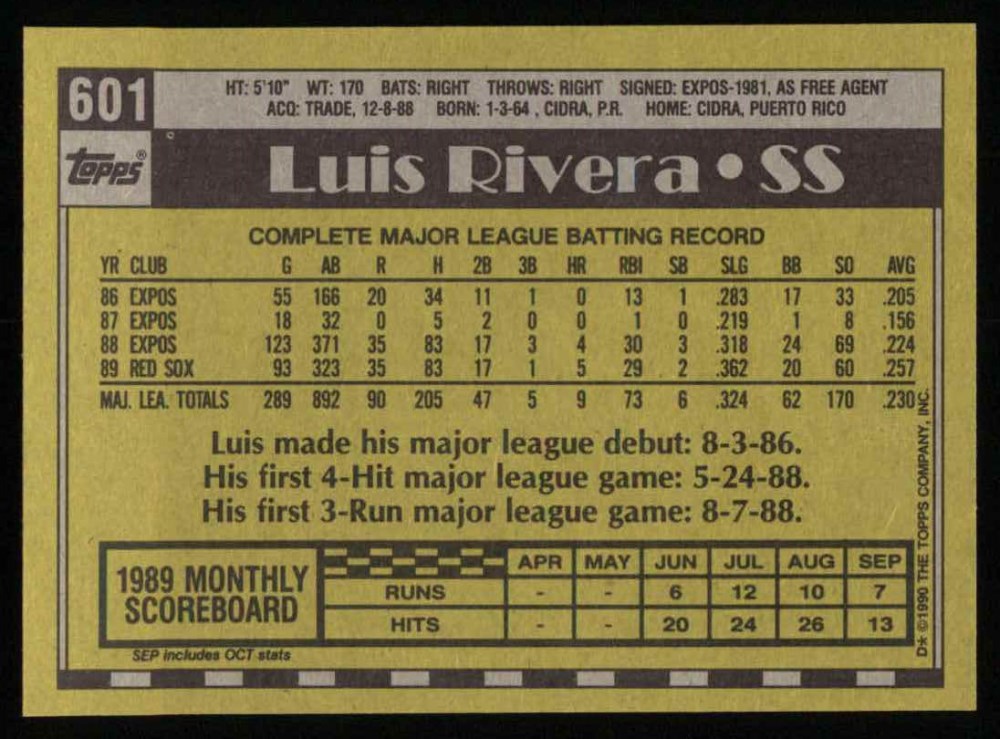 601
HT: 5'10" WT: 170 BATS: RIGHT THROWS: RIGHT SIGNED: EXPOS-1981, AS FREE AGENT
ACQ: TRADE, 12-8-88 BORN: 1-3-64 , CIDRA, P.R. HOME: CIDRA, PUERTO RICO
Topps®
Luis Rivera • SS
COMPLETE MAJOR LEAGUE BATTING RECORD
YR CLUB G AB R H 2B 3B HR RBI SB SLG BB SO AVG
86 EXPOS 55 166 20 34 11 1 0 13 1 .283 17 33 .205
87 EXPOS 18 32 0 5 2 0 0 1 0 .219 1 8 .156
88 EXPOS 123 371 35 83 17 3 4 30 3 .318 24 69 .224
89 RED SOX 93 323 35 83 17 1 5 29 2 .362 20 60 .257
MAJ. LEA. TOTALS 289 892 90 205 47 5 9 73 6 .324 62 170 .230
Luis made his major league debut: 8-3-86.
His first 4-Hit major league game: 5-24-88.
His first 3-Run major league game: 8-7-88.
1989 MONTHLY
SCOREBOARD
APR MAY JUN JUL AUG SEP
RUNS - - 6 12 10 7
HITS - - 20 24 26 13
SEP includes OCT stats
D* ©1990 THE TOPPS COMPANY, INC.